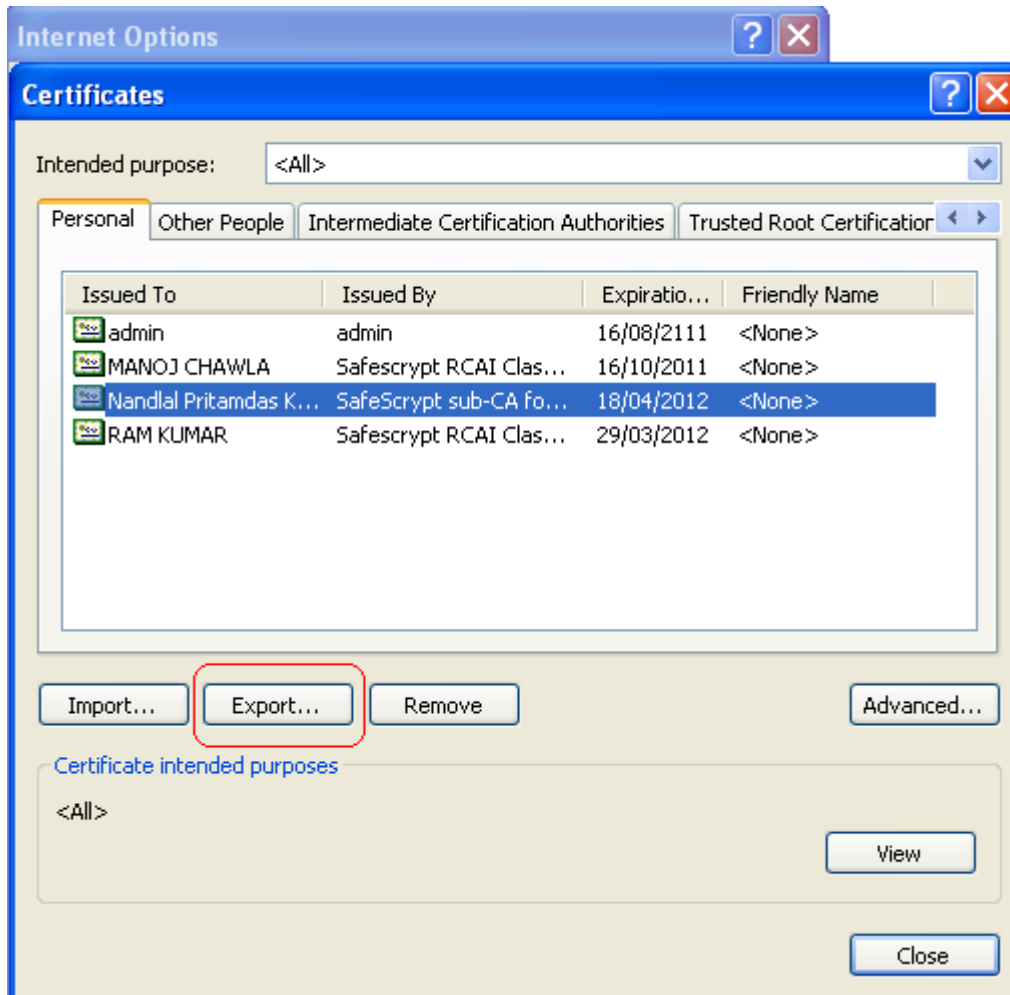 Internet Options
Certificates
Intended purpose: <All>
Personal Other People Intermediate Certification Authorities Trusted Root Certification
Issued To Issued By Expiratio... Friendly Name
admin admin 16/08/2111 <None>
MANOJ CHAWLA Safescrypt RCAI Clas... 16/10/2011 <None>
Nandlal Pritamdas K... SafeScrypt sub-CA fo... 18/04/2012 <None>
RAM KUMAR Safescrypt RCAI Clas... 29/03/2012 <None>
Import... Export... Remove Advanced...
Certificate intended purposes
<All>
View
Close